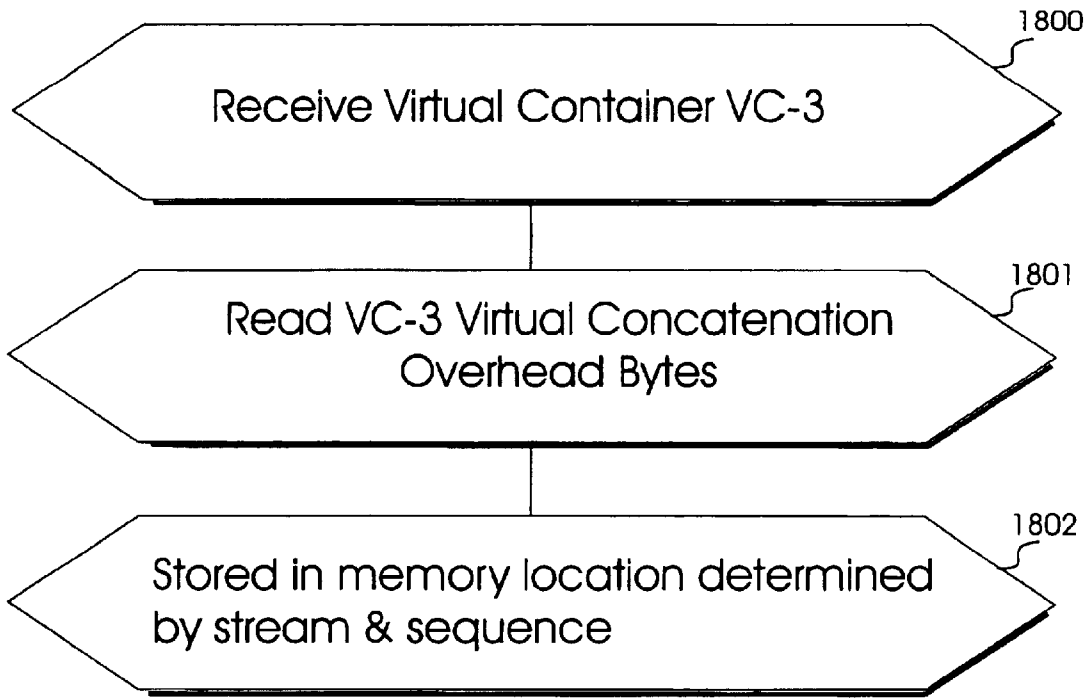 1800
Receive Virtual Container VC-3
1801
Read VC-3 Virtual Concatenation
Overhead Bytes
1802
Stored in memory location determined
by stream & sequence